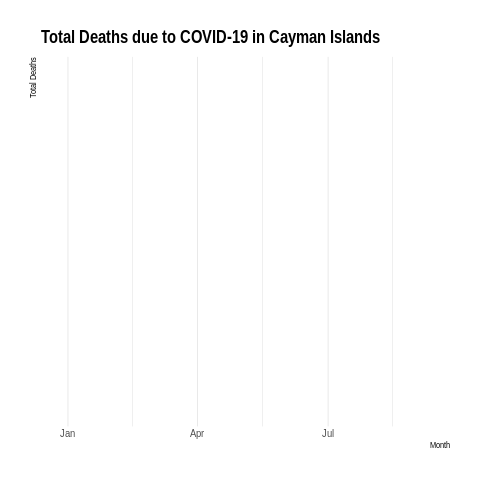 Total Deaths due to COVID-19 in Cayman Islands
Total Deaths
Jan
Apr
Jul
Month